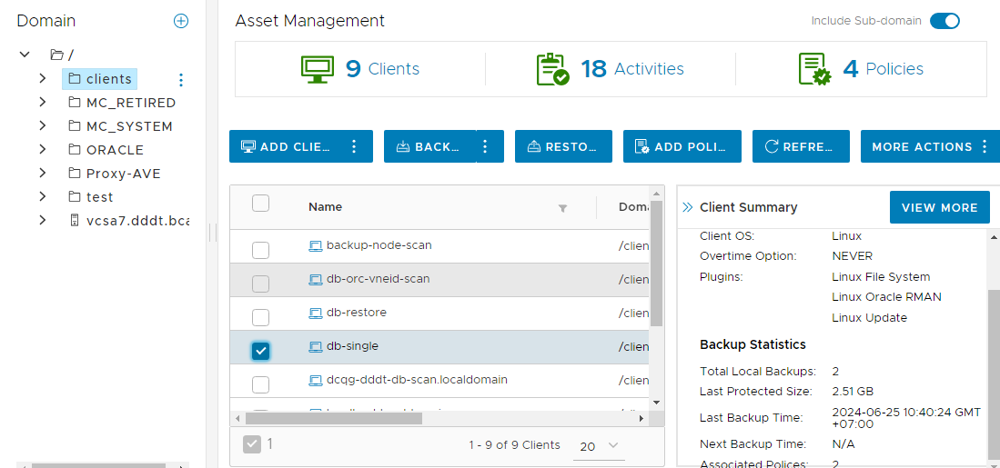 Domain
/
clients
MC_RETIRED
MC_SYSTEM
ORACLE
Proxy-AVE
test
vcsa7.dddt.bca
Asset Management
Include Sub-domain
9 Clients
18 Activities
4 Policies
ADD CLIE...
BACK...
RESTO...
ADD POLI...
REFRE...
MORE ACTIONS
Name
Doma
backup-node-scan
/clien
db-orc-vneid-scan
/clien
db-restore
/clien
db-single
/clien
dcqg-dddt-db-scan.localdomain
/clien
1
1 - 9 of 9 Clients
20
Client Summary
VIEW MORE
Client OS: Linux
Overtime Option: NEVER
Plugins: Linux File System
Linux Oracle RMAN
Linux Update
Backup Statistics
Total Local Backups: 2
Last Protected Size: 2.51 GB
Last Backup Time: 2024-06-25 10:40:24 GMT
+07:00
Next Backup Time: N/A
Associated Polices: 2